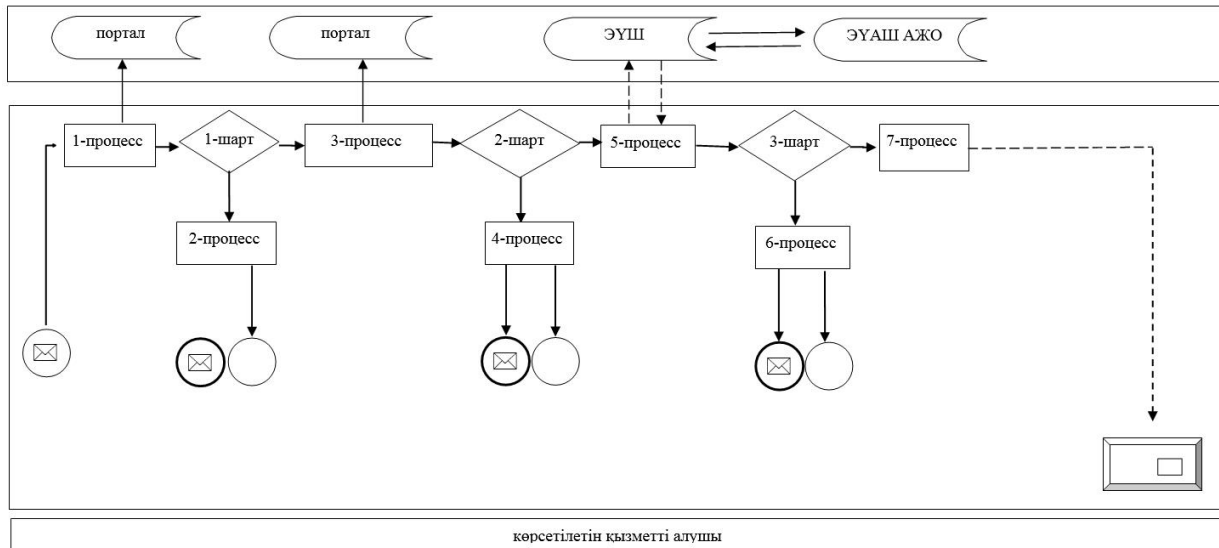 портал
портал
ЭҮШ
ЭҮАШ АЖО
1-процесс
1-шарт
3-процесс
2-шарт
5-процесс
3-шарт
7-процесс
2-процесс
4-процесс
6-процесс
көрсетілетін қызметті алушы